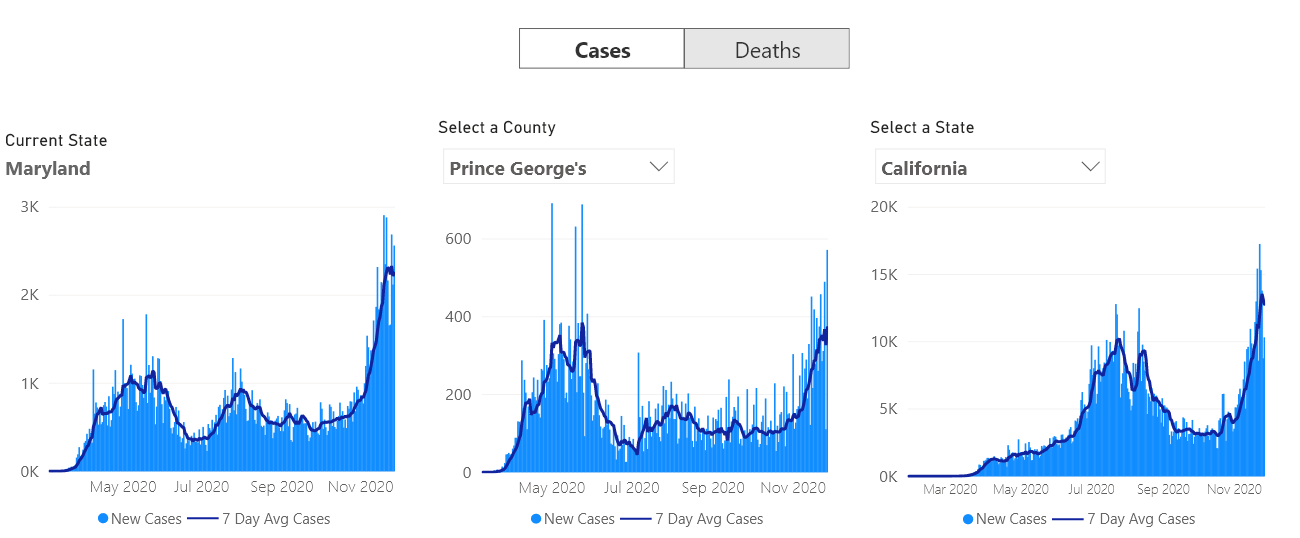 Cases Deaths
Current State
Maryland
3K
2K
1K
0K
May 2020 Jul 2020 Sep 2020 Nov 2020
New Cases 7 Day Avg Cases
Select a County
Prince George's
600
400
200
0
May 2020 Jul 2020 Sep 2020 Nov 2020
New Cases 7 Day Avg Cases
Select a State
California
20K
15K
10K
5K
0K
Mar 2020 May 2020 Jul 2020 Sep 2020 Nov 2020
New Cases 7 Day Avg Cases